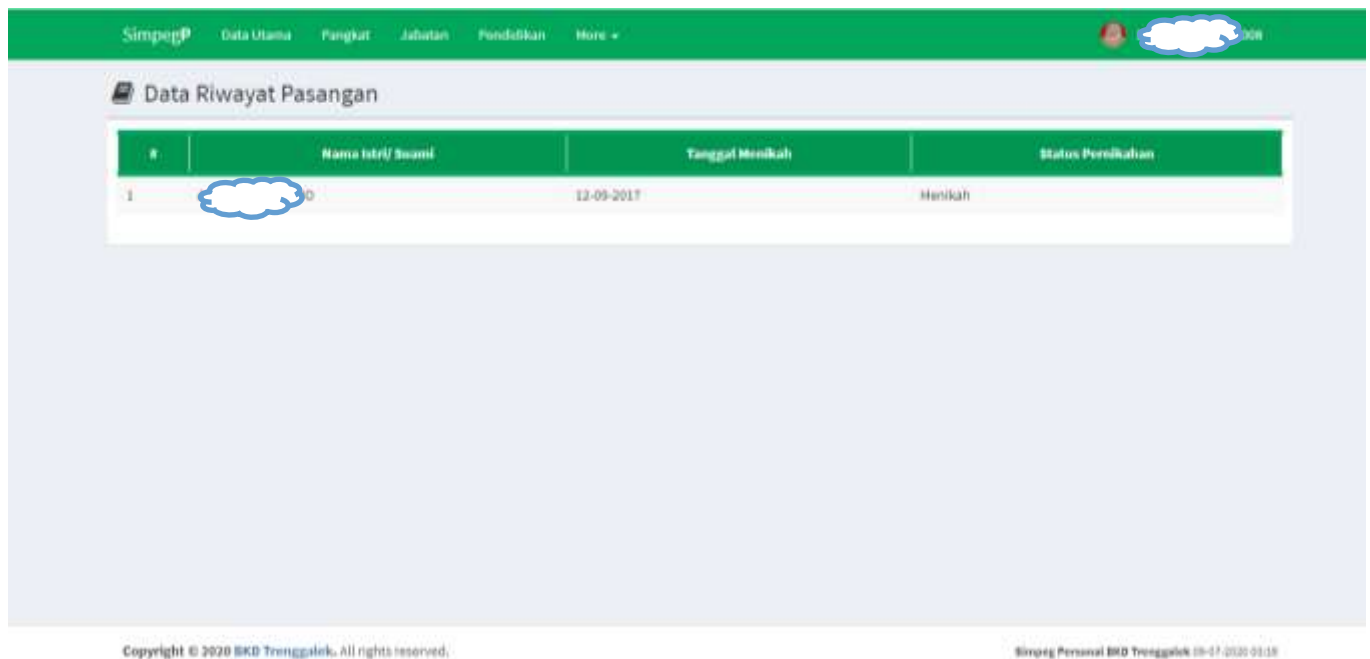 SimpegP Data Utama Pangkat Jabatan Pendidikan More 008
Data Riwayat Pasangan
# Nama Istri/ Suami Tanggal Menikah Status Pernikahan
1 O 12-09-2017 Menikah
Copyright © 2020 BKD Trenggalek. All rights reserved. Simpeg Personal BKD Trenggalek